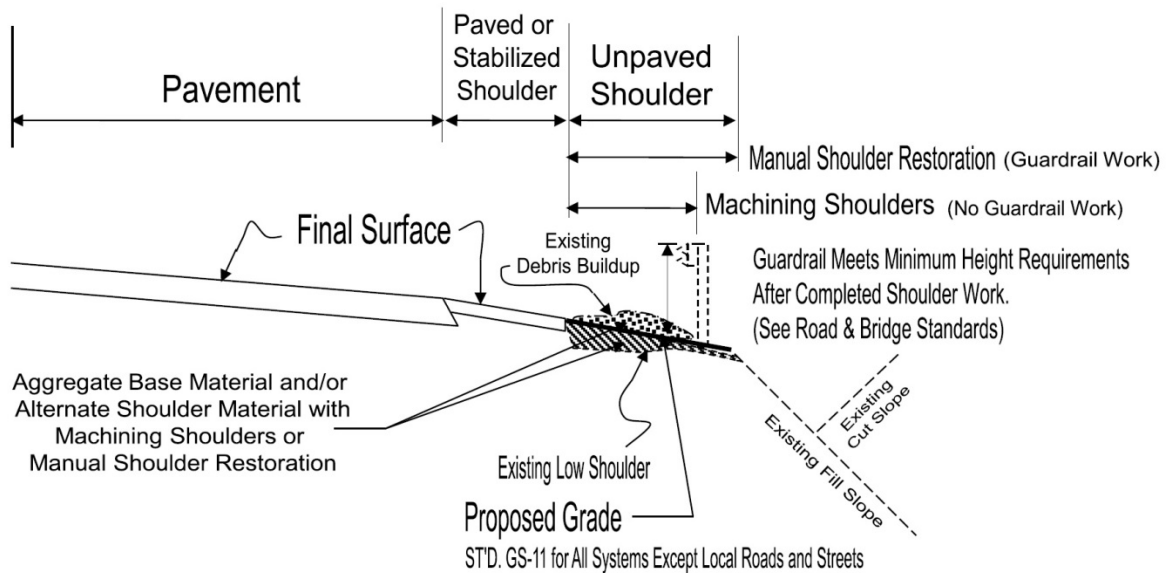 Pavement
Paved or
Stabilized
Shoulder
Unpaved
Shoulder
Manual Shoulder Restoration (Guardrail Work)
Machining Shoulders (No Guardrail Work)
Final Surface
Existing
Debris Buildup
Guardrail Meets Minimum Height Requirements
After Completed Shoulder Work.
(See Road & Bridge Standards)
Aggregate Base Material and/or
Alternate Shoulder Material with
Machining Shoulders or
Manual Shoulder Restoration
Existing
Cut Slope
Existing Fill Slope
Existing Low Shoulder
Proposed Grade
ST'D. GS-11 for All Systems Except Local Roads and Streets